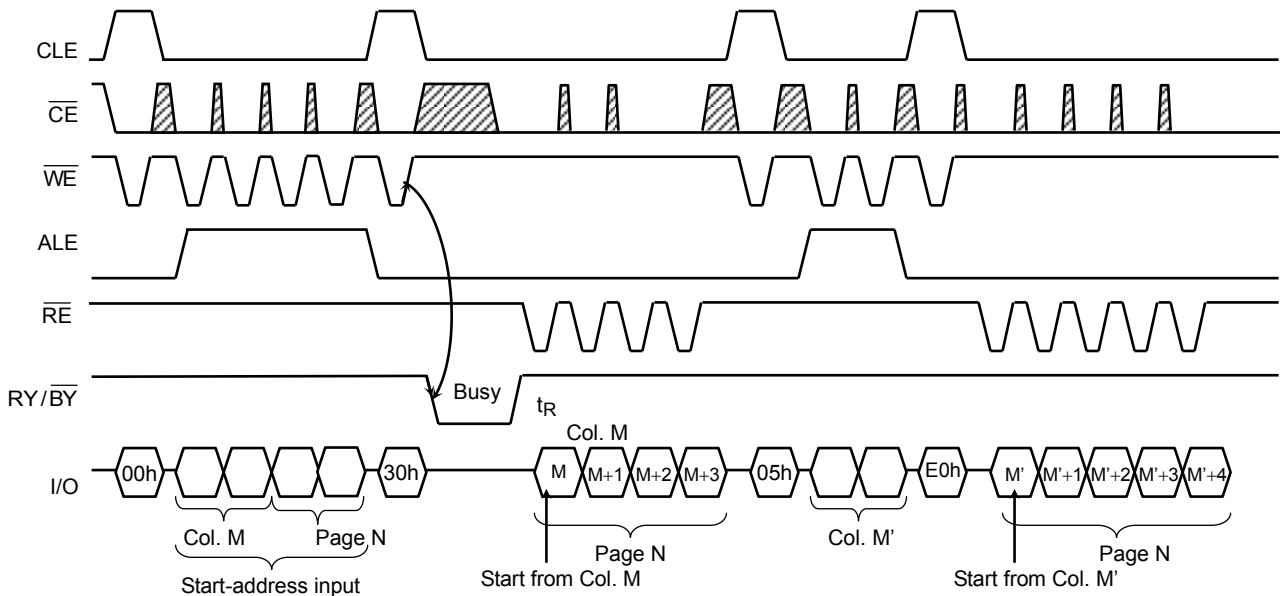 CLE
CE
WE
ALE
RE
RY/BY
Busy
tR
Col. M
I/O
00h
30h
M
M+1
M+2
M+3
05h
E0h
M'
M'+1
M'+2
M'+3
M'+4
Col. M
Page N
Col. M'
Page N
Page N
Start-address input
Start from Col. M
Start from Col. M'